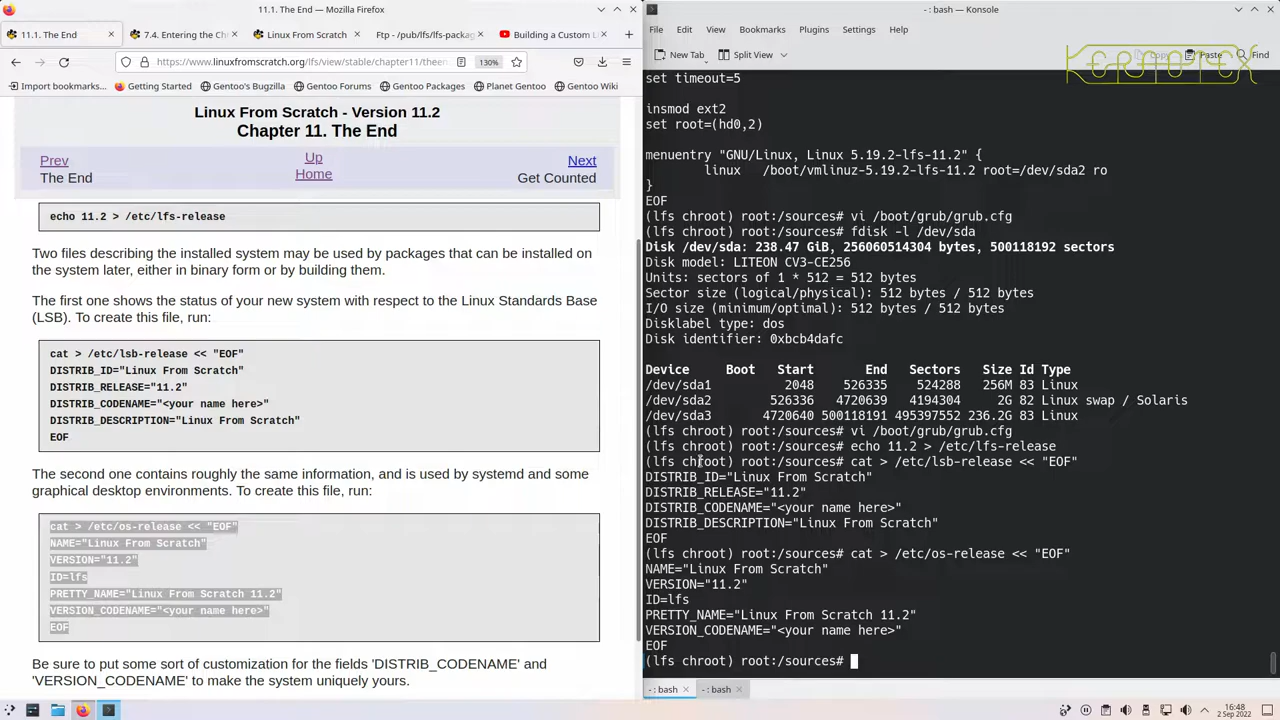 11.1. The End — Mozilla Firefox
11.1. The End
7.4. Entering the Ch
Linux From Scratch
Ftp - /pub/lfs/lfs-packag
Building a Custom L
https://www.linuxfromscratch.org/lfs/view/stable/chapter11/theen
130%
Import bookmarks...
Getting Started
Gentoo's Bugzilla
Gentoo Forums
Gentoo Packages
Planet Gentoo
Gentoo Wiki
Linux From Scratch - Version 11.2
Chapter 11. The End
Prev
Up
Next
The End
Home
Get Counted
echo 11.2 > /etc/lfs-release
Two files describing the installed system may be used by packages that can be installed on
the system later, either in binary form or by building them.
The first one shows the status of your new system with respect to the Linux Standards Base
(LSB). To create this file, run:
cat > /etc/lsb-release << "EOF"
DISTRIB_ID="Linux From Scratch"
DISTRIB_RELEASE="11.2"
DISTRIB_CODENAME="<your name here>"
DISTRIB_DESCRIPTION="Linux From Scratch"
EOF
The second one contains roughly the same information, and is used by systemd and some
graphical desktop environments. To create this file, run:
cat > /etc/os-release << "EOF"
NAME="Linux From Scratch"
VERSION="11.2"
ID=lfs
PRETTY_NAME="Linux From Scratch 11.2"
VERSION_CODENAME="<your name here>"
EOF
Be sure to put some sort of customization for the fields 'DISTRIB_CODENAME' and
'VERSION_CODENAME' to make the system uniquely yours.
- : bash — Konsole
File Edit View Bookmarks Plugins Settings Help
New Tab
Split View
Copy
Paste
Find
set timeout=5
insmod ext2
set root=(hd0,2)
menuentry "GNU/Linux, Linux 5.19.2-lfs-11.2" {
linux /boot/vmlinuz-5.19.2-lfs-11.2 root=/dev/sda2 ro
}
EOF
(lfs chroot) root:/sources# vi /boot/grub/grub.cfg
(lfs chroot) root:/sources# fdisk -l /dev/sda
Disk /dev/sda: 238.47 GiB, 256060514304 bytes, 500118192 sectors
Disk model: LITEON CV3-CE256
Units: sectors of 1 * 512 = 512 bytes
Sector size (logical/physical): 512 bytes / 512 bytes
I/O size (minimum/optimal): 512 bytes / 512 bytes
Disklabel type: dos
Disk identifier: 0xbcb4dafc
Device Boot Start End Sectors Size Id Type
/dev/sda1 2048 526335 524288 256M 83 Linux
/dev/sda2 526336 4720639 4194304 2G 82 Linux swap / Solaris
/dev/sda3 4720640 500118191 495397552 236.2G 83 Linux
(lfs chroot) root:/sources# vi /boot/grub/grub.cfg
(lfs chroot) root:/sources# echo 11.2 > /etc/lfs-release
(lfs chroot) root:/sources# cat > /etc/lsb-release << "EOF"
DISTRIB_ID="Linux From Scratch"
DISTRIB_RELEASE="11.2"
DISTRIB_CODENAME="<your name here>"
DISTRIB_DESCRIPTION="Linux From Scratch"
EOF
(lfs chroot) root:/sources# cat > /etc/os-release << "EOF"
NAME="Linux From Scratch"
VERSION="11.2"
ID=lfs
PRETTY_NAME="Linux From Scratch 11.2"
VERSION_CODENAME="<your name here>"
EOF
(lfs chroot) root:/sources#
- : bash
- : bash
16:48
2 Sep 2022